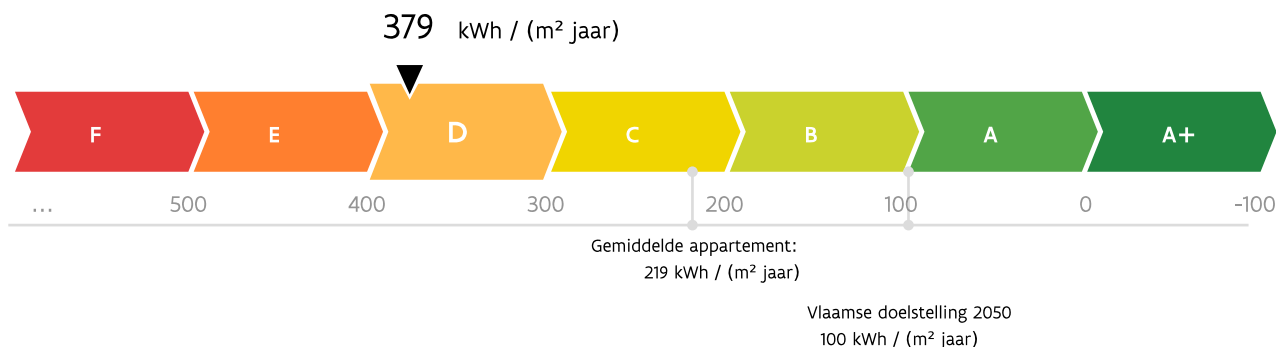 379 kWh / (m² jaar)
F E D C B A A+
... 500 400 300 200 100 0 -100
Gemiddelde appartement:
219 kWh / (m² jaar)
Vlaamse doelstelling 2050
100 kWh / (m² jaar)